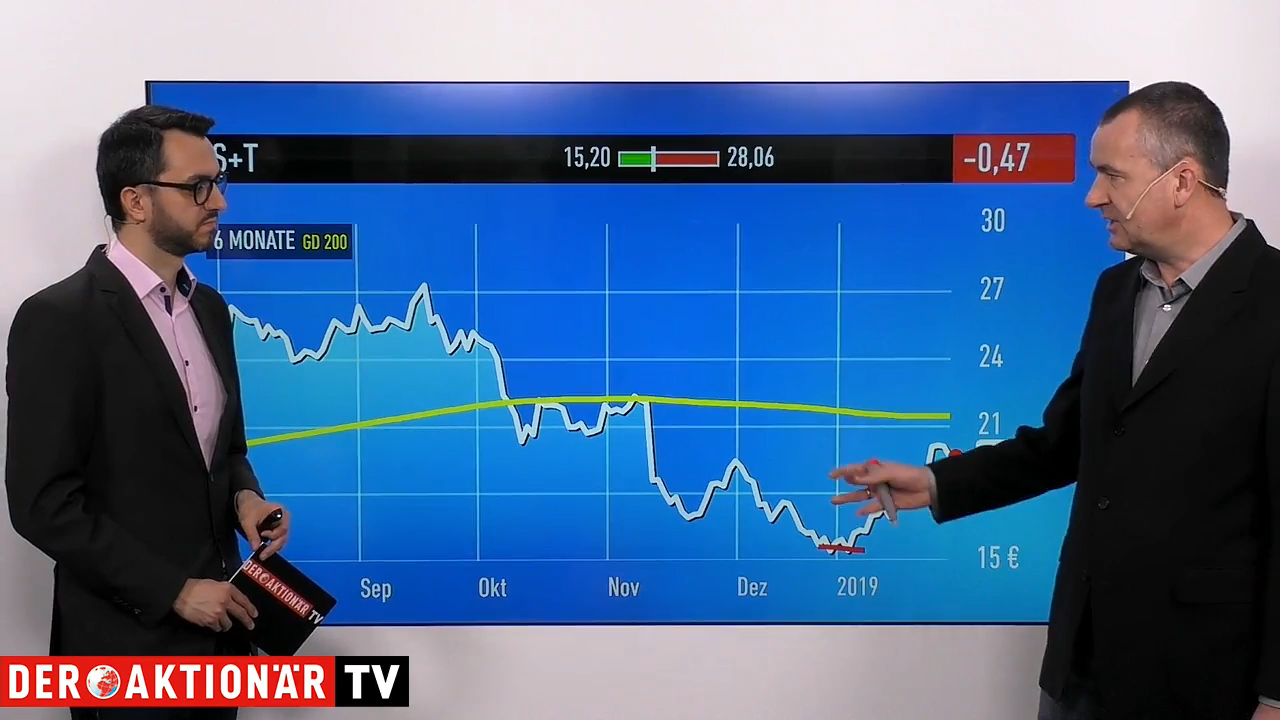 S+T
15,20 28,06
-0,47
6 MONATE GD 200
30
27
24
21
15 €
Sep Okt Nov Dez 2019
DER AKTIONÄR TV
DER AKTIONÄR TV